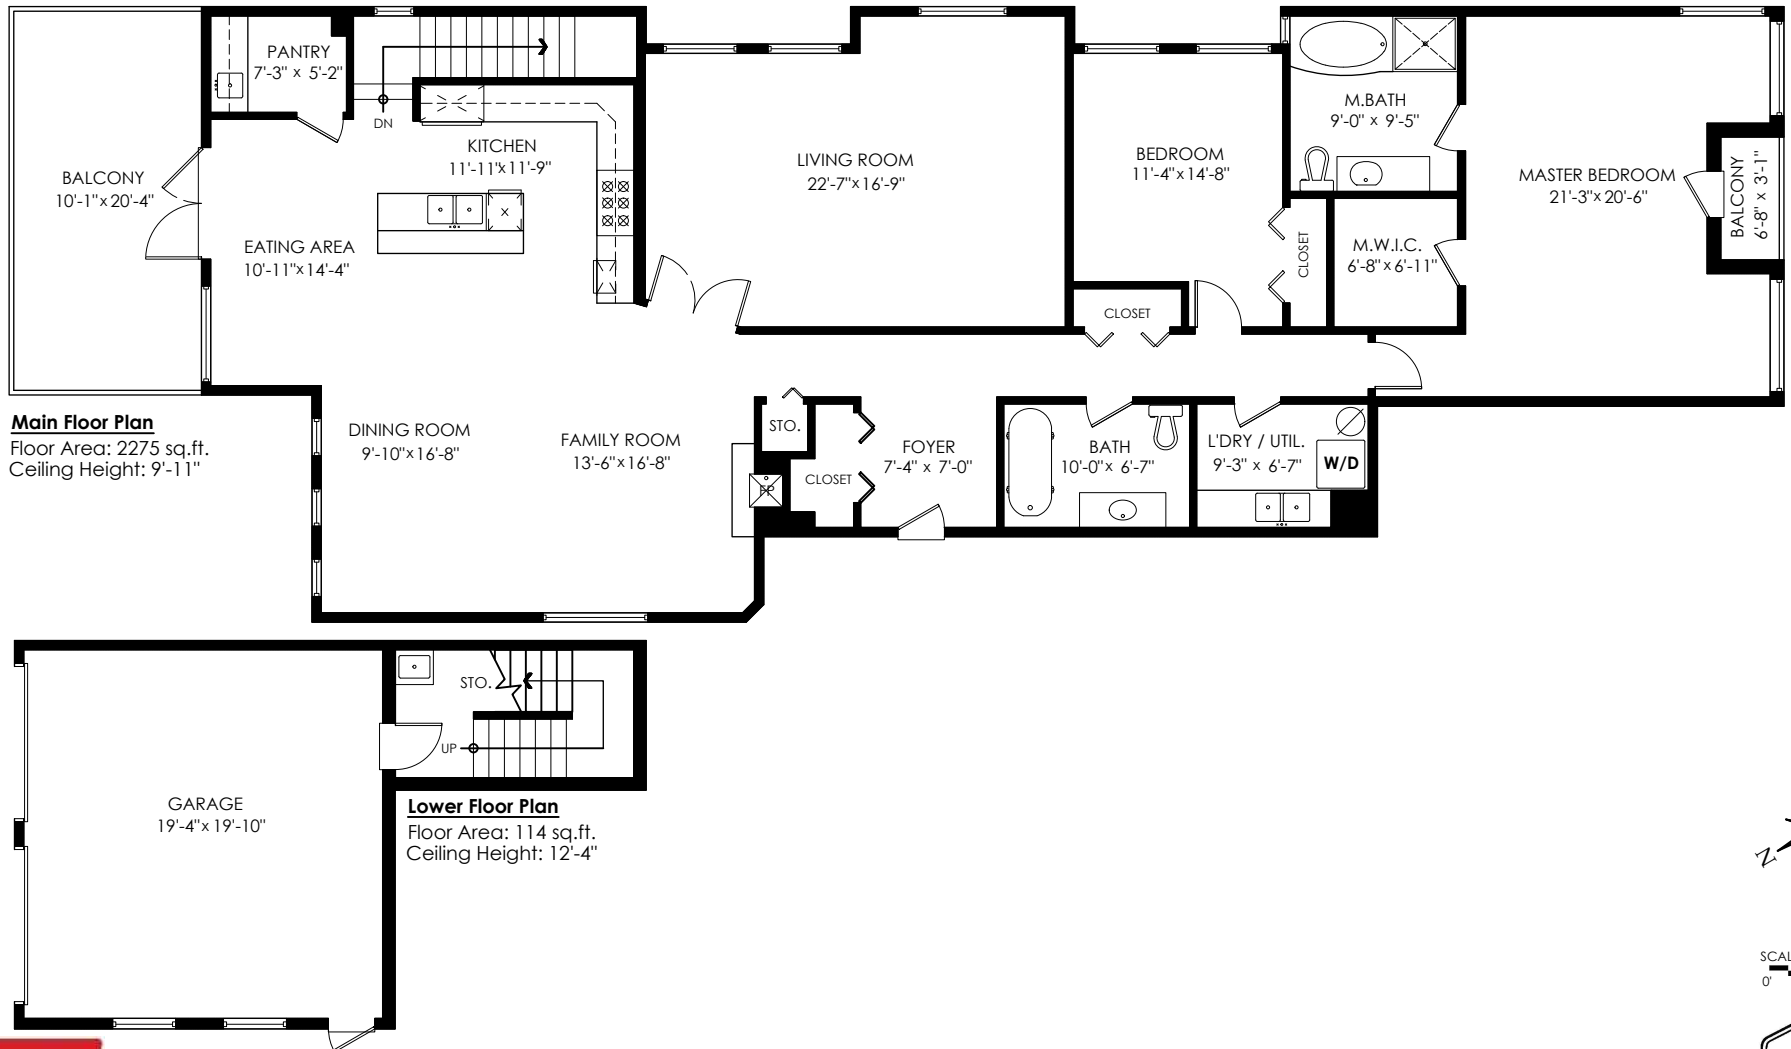 PANTRY
7'-3" x 5'-2"
DN
KITCHEN
11'-11"x11'-9"
BALCONY
10'-1"x20'-4"
EATING AREA
10'-11"x14'-4"
X
LIVING ROOM
22'-7"x16'-9"
BEDROOM
11'-4"x14'-8"
M.BATH
9'-0" x 9'-5"
MASTER BEDROOM
21'-3"x20'-6"
BALCONY
6'-8" x 3'-1"
CLOSET
M.W.I.C.
6'-8"x6'-11"
CLOSET
Main Floor Plan
Floor Area: 2275 sq.ft.
Ceiling Height: 9'-11"
DINING ROOM
9'-10"x16'-8"
FAMILY ROOM
13'-6"x16'-8"
STO.
CLOSET
FP
FOYER
7'-4" x 7'-0"
BATH
10'-0"x 6'-7"
L'DRY / UTIL.
9'-3" x 6'-7"
W/D
STO.
UP
GARAGE
19'-4"x19'-10"
Lower Floor Plan
Floor Area: 114 sq.ft.
Ceiling Height: 12'-4"
N
SCAL
0'